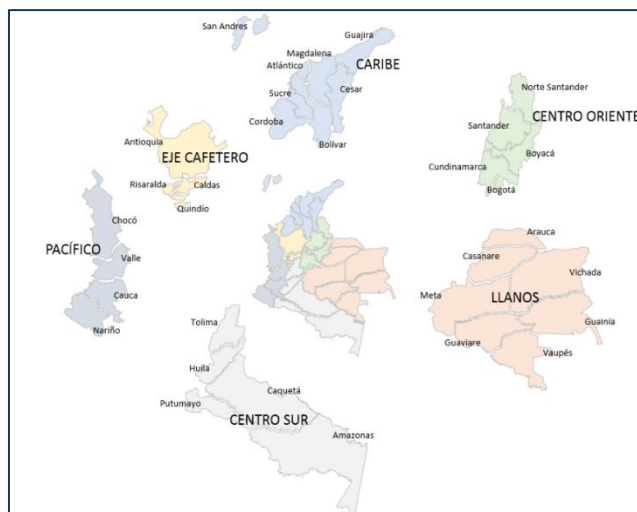 San Andres
Guajira
Magdalena
Atlántico
CARIBE
Sucre
Cesar
Cordoba
Bolívar
Norte Santander
CENTRO ORIENTE
Santander
Boyacá
Cundinamarca
Bogotá
Antioquia
EJE CAFETERO
Risaralda
Caldas
Quindío
Chocó
PACÍFICO
Valle
Cauca
Nariño
Arauca
Casanare
Vichada
Meta
LLANOS
Guainía
Guaviare
Vaupés
Tolima
Huila
Caquetá
Putumayo
CENTRO SUR
Amazonas